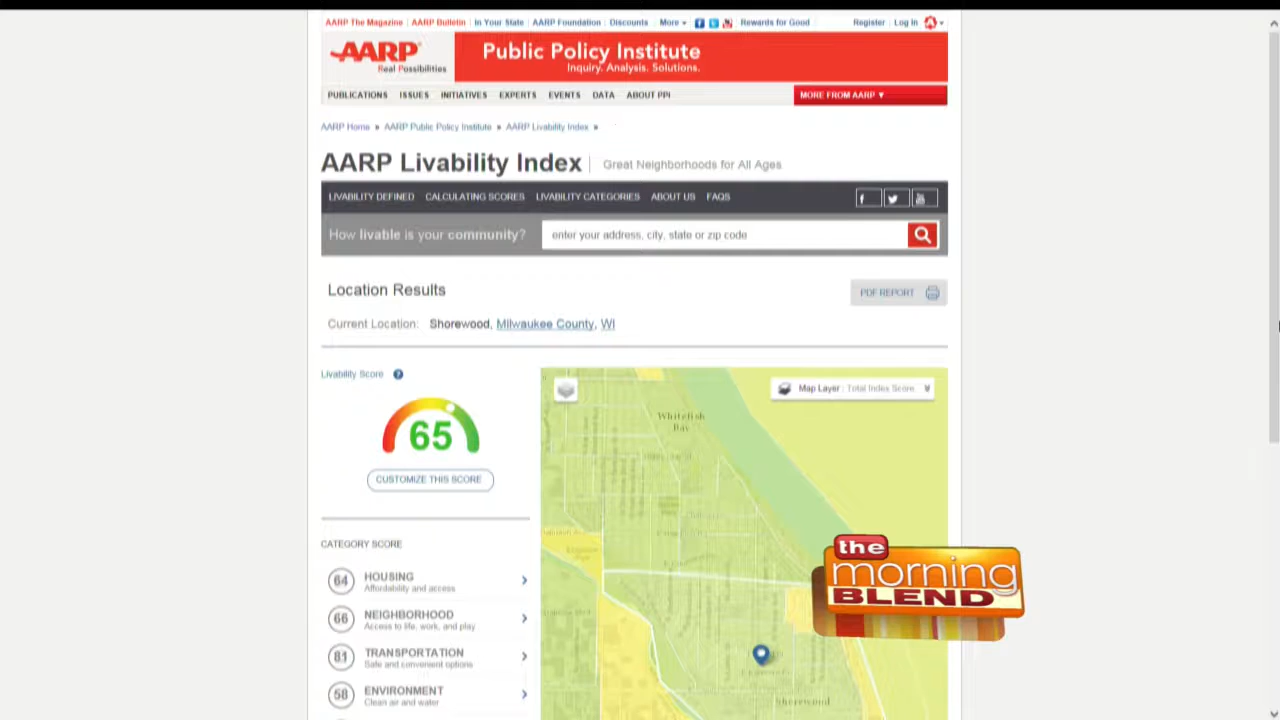 AARP The Magazine | AARP Bulletin | In Your State | AARP Foundation | Discounts | More Rewards for Good Register | Log In
AARP
Real Possibilities
Public Policy Institute
Inquiry. Analysis. Solutions.
PUBLICATIONS ISSUES INITIATIVES EXPERTS EVENTS DATA ABOUT PPI MORE FROM AARP ▼
AARP Home » AARP Public Policy Institute » AARP Livability Index »
AARP Livability Index | Great Neighborhoods for All Ages
LIVABILITY DEFINED CALCULATING SCORES LIVABILITY CATEGORIES ABOUT US FAQS
How livable is your community? enter your address, city, state or zip code
Location Results
PDF REPORT
Current Location: Shorewood, Milwaukee County, WI
Livability Score ?
65
CUSTOMIZE THIS SCORE
CATEGORY SCORE
64 HOUSING
Affordability and access
66 NEIGHBORHOOD
Access to life, work, and play
81 TRANSPORTATION
Safe and convenient options
58 ENVIRONMENT
Clean air and water
Map Layer : Total Index Score
Whitefish
Bay
Shorewood
the
morning
BLEND